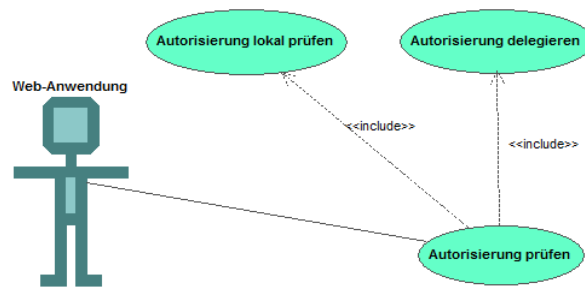 Autorisierung lokal prüfen
Autorisierung delegieren
Web-Anwendung
<<include>>
<<include>>
Autorisierung prüfen